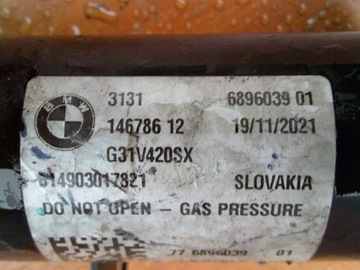 BMW
3131 6896039 01
146786 12 19/11/2021
G31V420SX
814903017821 SLOVAKIA
DO NOT OPEN - GAS PRESSURE
77 6896039 01